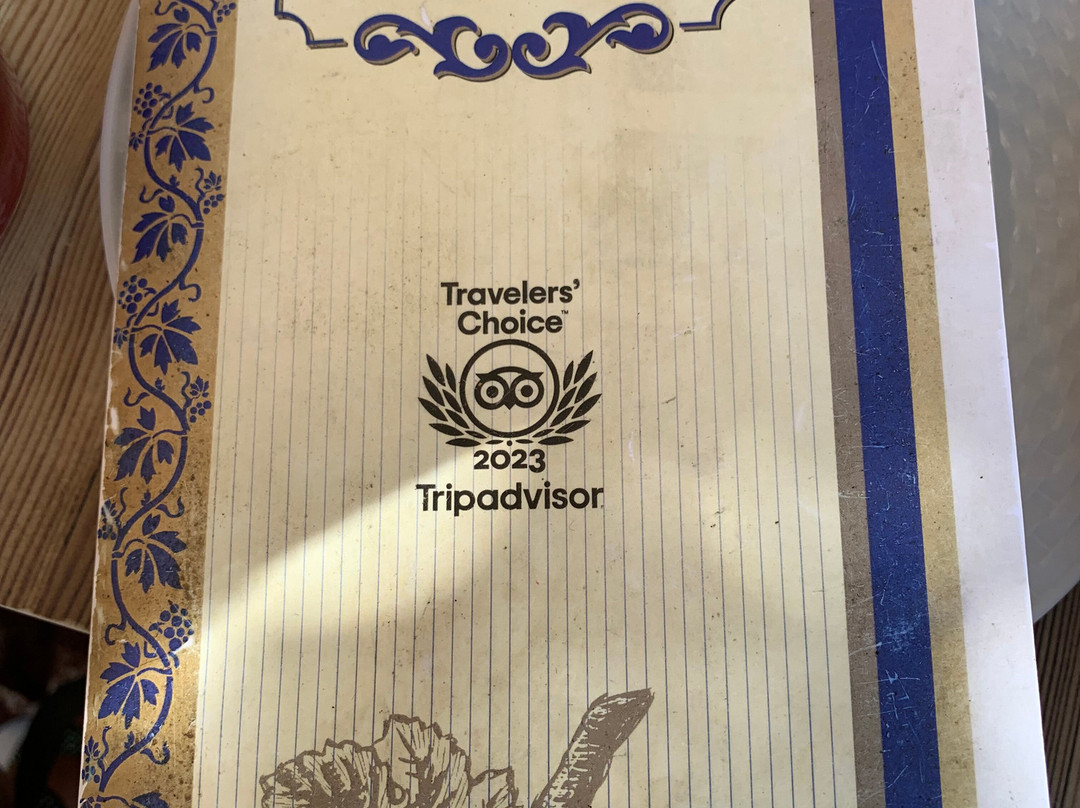 Travelers’
Choice™
2023
Tripadvisor